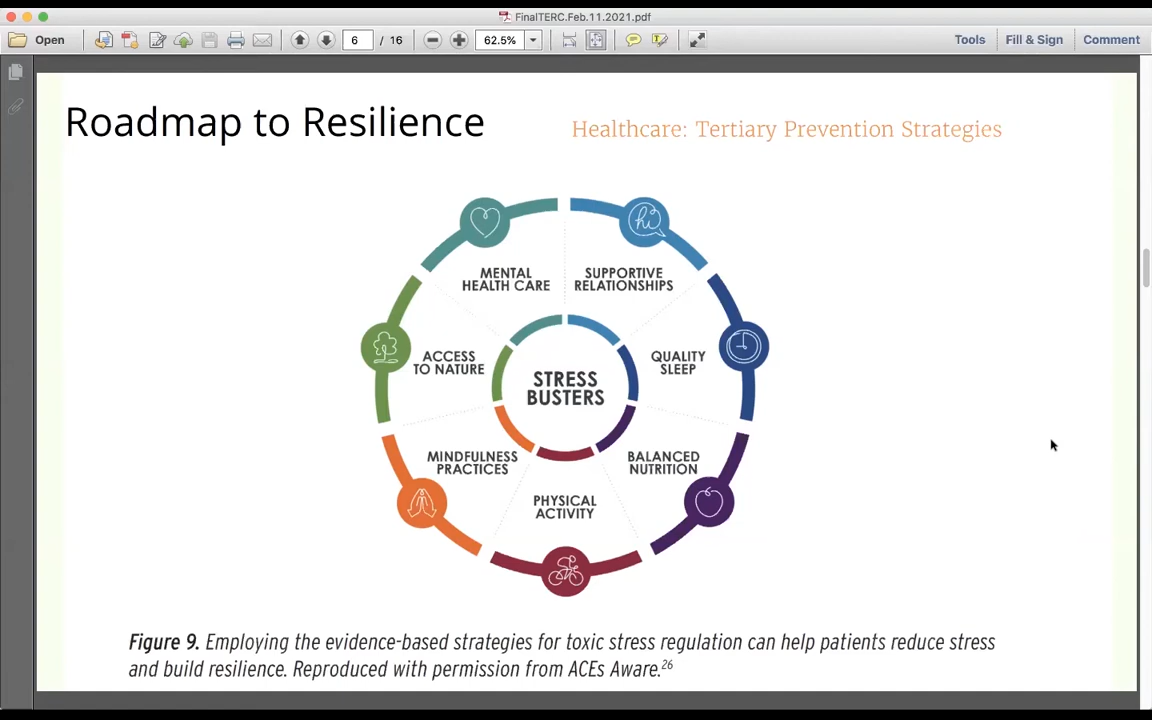 FinalTERC.Feb.11.2021.pdf
Open
6
/ 16
62.5%
Tools
Fill & Sign
Comment
Roadmap to Resilience
Healthcare: Tertiary Prevention Strategies
hi
MENTAL
HEALTH CARE
SUPPORTIVE
RELATIONSHIPS
ACCESS
TO NATURE
QUALITY
SLEEP
STRESS
BUSTERS
MINDFULNESS
PRACTICES
BALANCED
NUTRITION
PHYSICAL
ACTIVITY
Figure 9. Employing the evidence-based strategies for toxic stress regulation can help patients reduce stress
and build resilience. Reproduced with permission from ACEs Aware.26